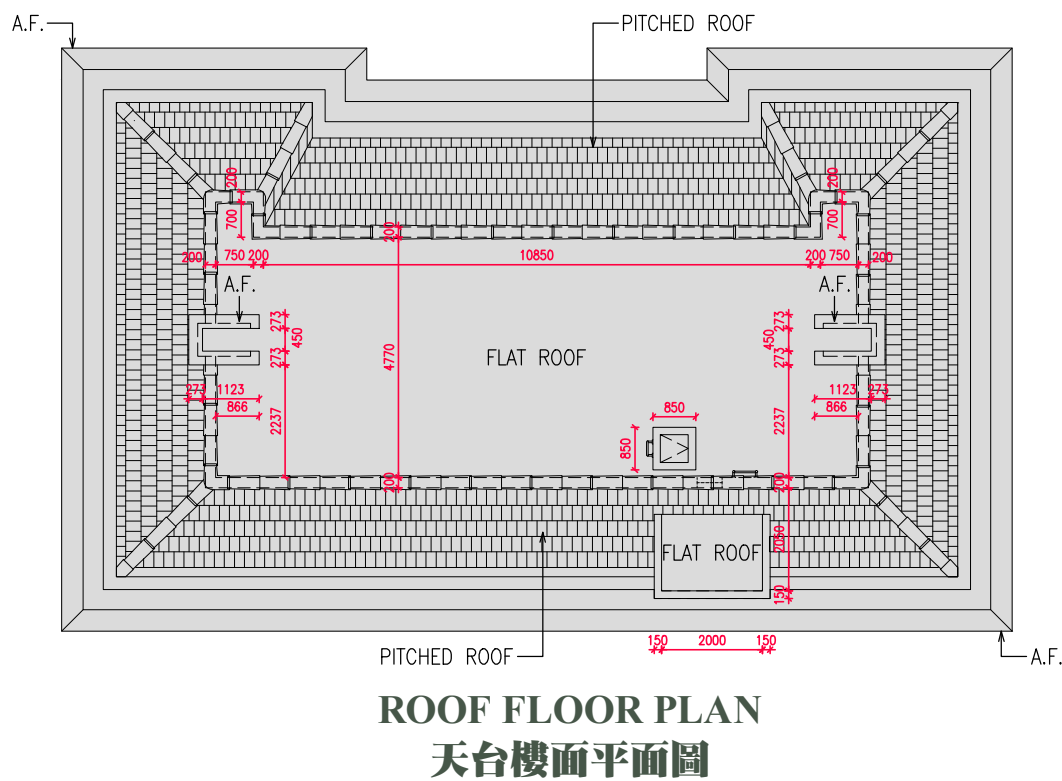 A.F.
PITCHED ROOF
200
200
700
700
200
200 750 200 10850 200 750 200
A.F.
A.F.
273
450
273
273
450
273
4770
FLAT ROOF
273 1123
866
2237
1123 273
866
2237
850
850
200
200
2050
FLAT ROOF
150
150 2000 150
PITCHED ROOF
A.F.
ROOF FLOOR PLAN
天台樓面平面圖